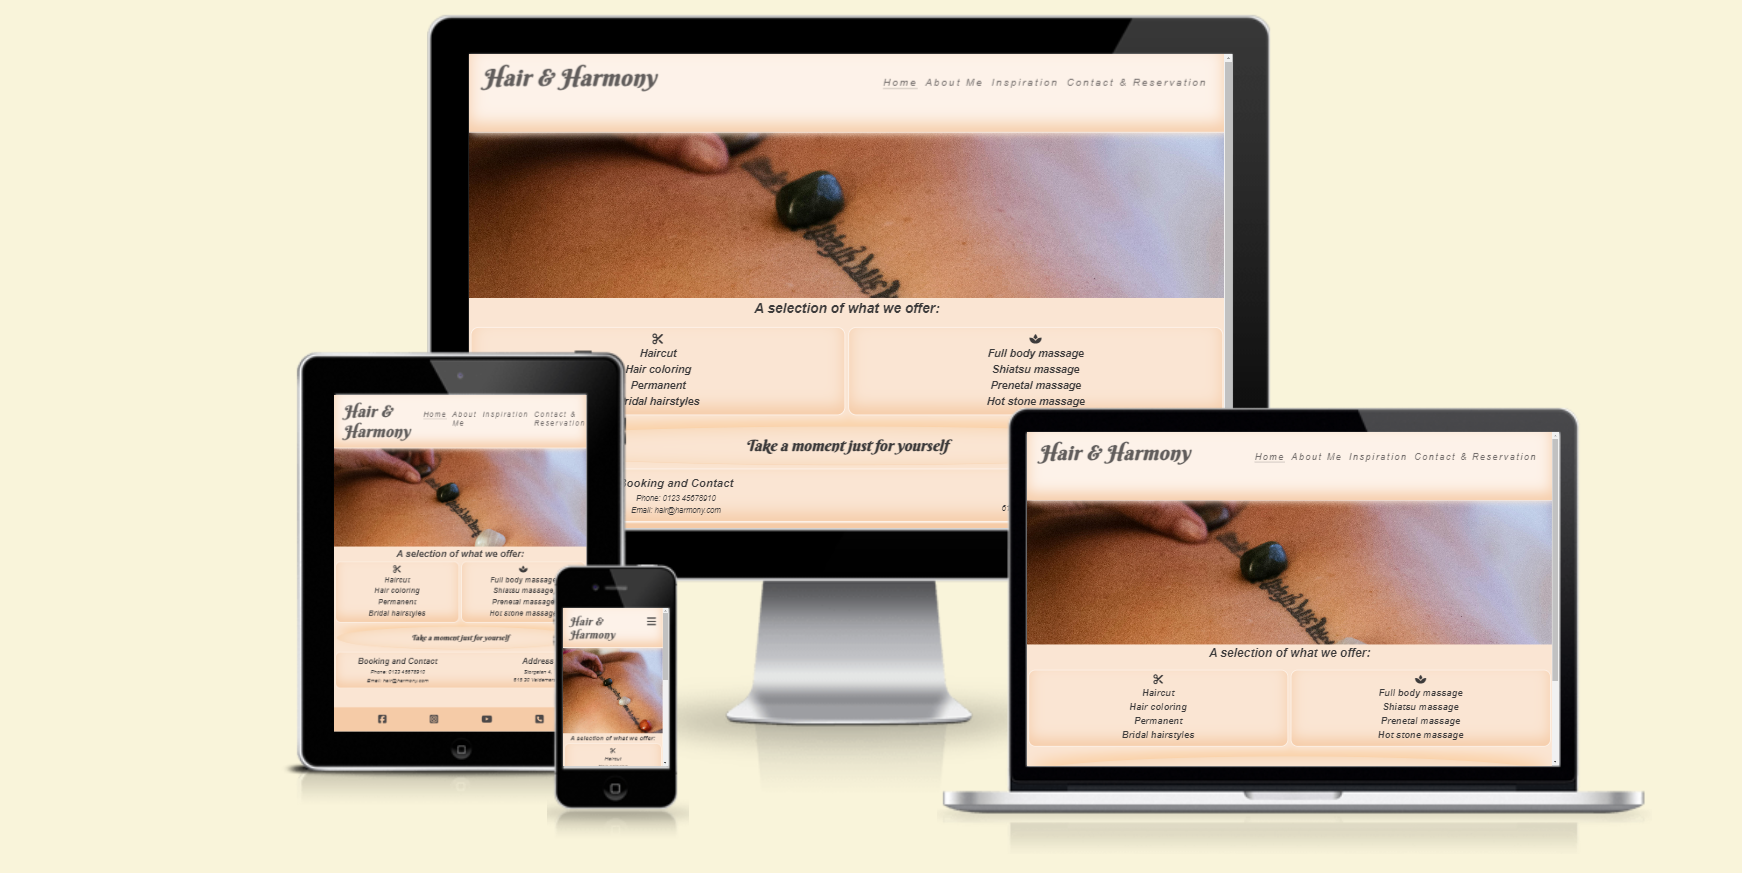 Hair & Harmony
Home About Me Inspiration Contact & Reservation
A selection of what we offer:
Haircut
Hair coloring
Permanent
ridal hairstyles
Full body massage
Shiatsu massage
Prenetal massage
Hot stone massage
Take a moment just for yourself
ooking and Contact
Phone: 0123 45678910
Email: hair@harmony.com
61
Hair &
Harmony
Home About Me Inspiration Contact & Reservation
A selection of what we offer:
Haircut
Hair coloring
Permanent
Bridal hairstyles
Full body massage
Shiatsu massage
Prenetal massage
Hot stone massag
Take a moment just for yourself
Booking and Contact
Phone: 0123 45678910
Email: hair@harmony.com
Address
Storgatan 4,
Hair &
Harmony
A selection of what we offer:
Haircut
Hair & Harmony
Home About Me Inspiration Contact & Reservation
A selection of what we offer:
Haircut
Hair coloring
Permanent
Bridal hairstyles
Full body massage
Shiatsu massage
Prenetal massage
Hot stone massage